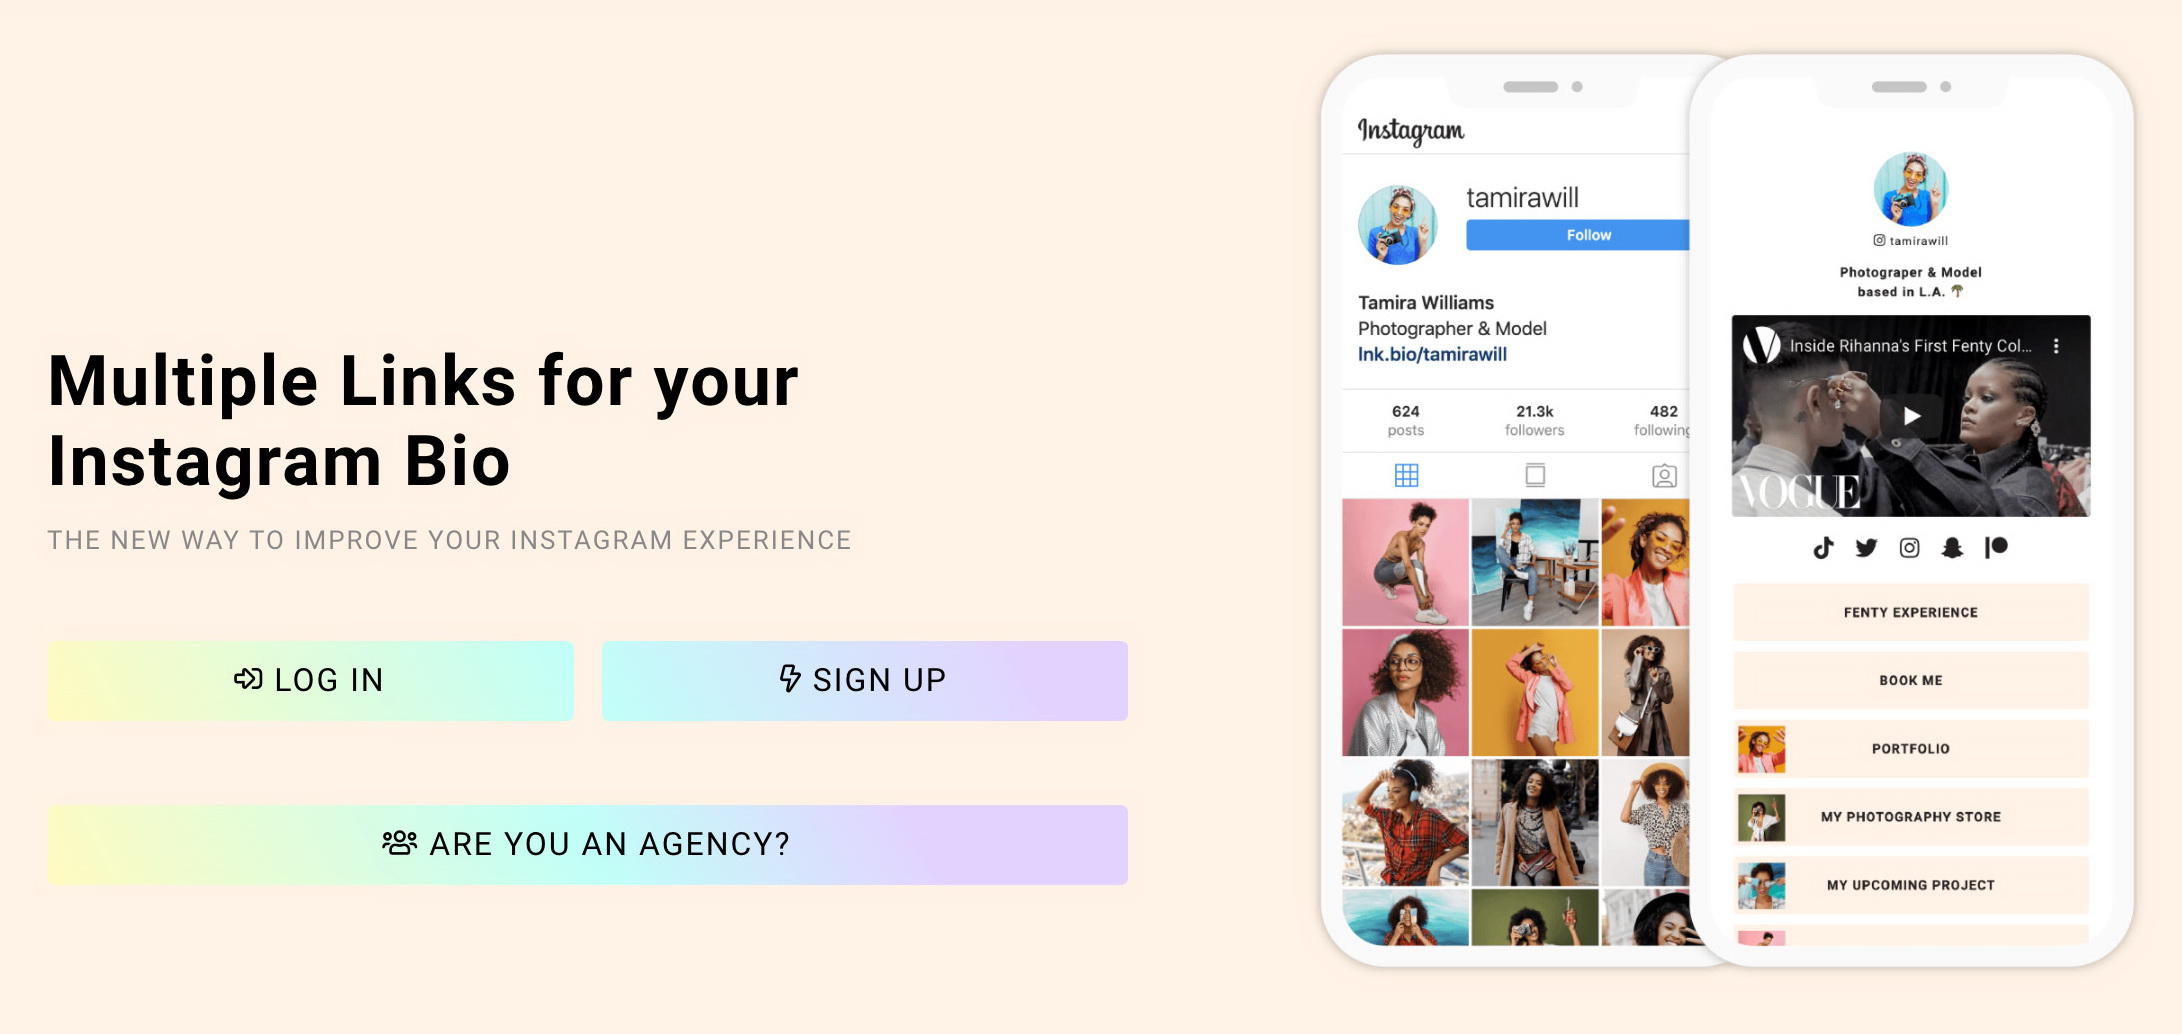 Multiple Links for your
Instagram Bio
THE NEW WAY TO IMPROVE YOUR INSTAGRAM EXPERIENCE
LOG IN
SIGN UP
ARE YOU AN AGENCY?
Instagram
tamirawill
Follow
Tamira Williams
Photographer & Model
lnk.bio/tamirawill
624
posts
21.3k
followers
482
following
tamirawill
Photograper & Model
based in L.A.
V
Inside Rihanna's First Fenty Col...
VOGUE
FENTY EXPERIENCE
BOOK ME
PORTFOLIO
MY PHOTOGRAPHY STORE
MY UPCOMING PROJECT